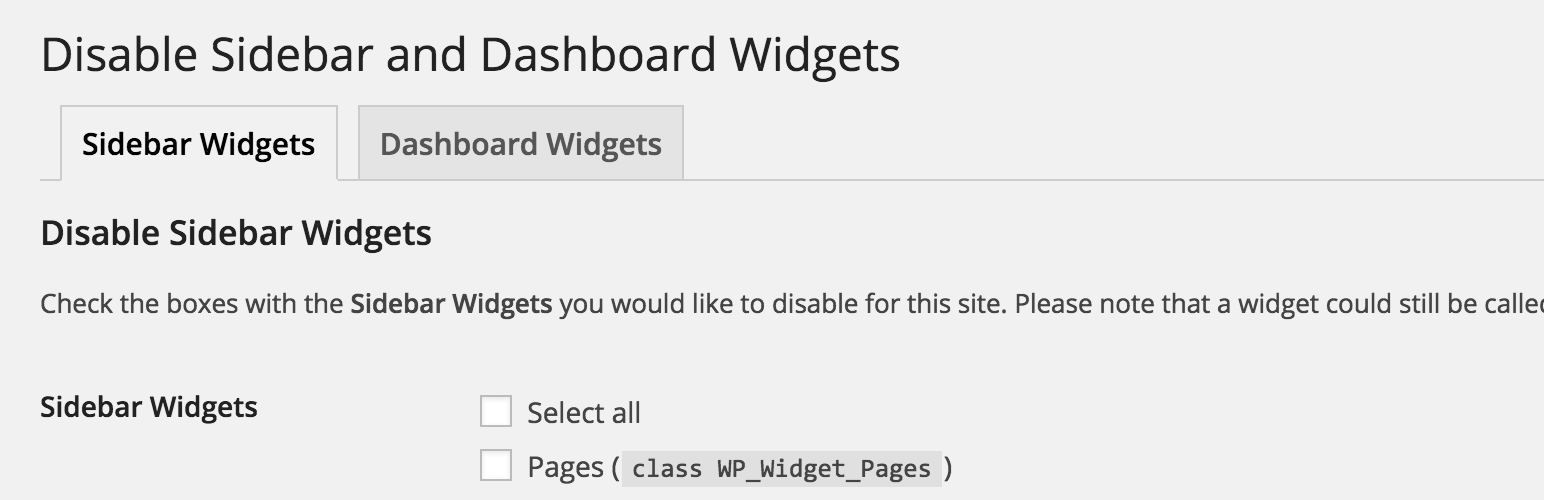 Disable Sidebar and Dashboard Widgets
Sidebar Widgets Dashboard Widgets
Disable Sidebar Widgets
Check the boxes with the Sidebar Widgets you would like to disable for this site. Please note that a widget could still be
Sidebar Widgets Select all
Pages ( class WP_Widget_Pages )